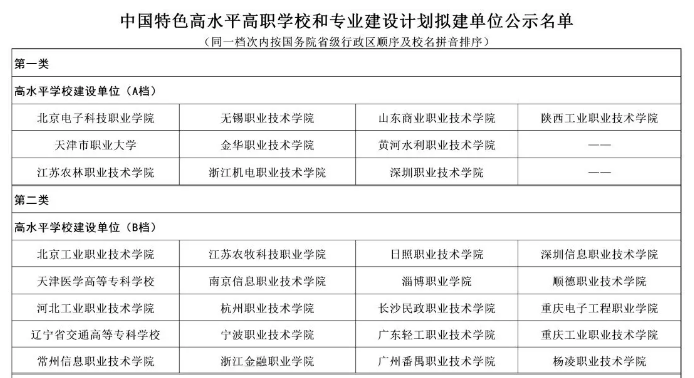 中国特色高水平高职学校和专业建设计划拟建单位公示名单
（同一档次内按国务院省级行政区顺序及校名拼音排序）
第一类
高水平学校建设单位（A档）
北京电子科技职业学院 无锡职业技术学院 山东商业职业技术学院 陕西工业职业技术学院
天津市职业大学 金华职业技术学院 黄河水利职业技术学院 ——
江苏农林职业技术学院 浙江机电职业技术学院 深圳职业技术学院 ——
第二类
高水平学校建设单位（B档）
北京工业职业技术学院 江苏农牧科技职业学院 日照职业技术学院 深圳信息职业技术学院
天津医学高等专科学校 南京信息职业技术学院 淄博职业学院 顺德职业技术学院
河北工业职业技术学院 杭州职业技术学院 长沙民政职业技术学院 重庆电子工程职业学院
辽宁省交通高等专科学校 宁波职业技术学院 广东轻工职业技术学院 重庆工业职业技术学院
常州信息职业技术学院 浙江金融职业学院 广州番禺职业技术学院 杨凌职业技术学院